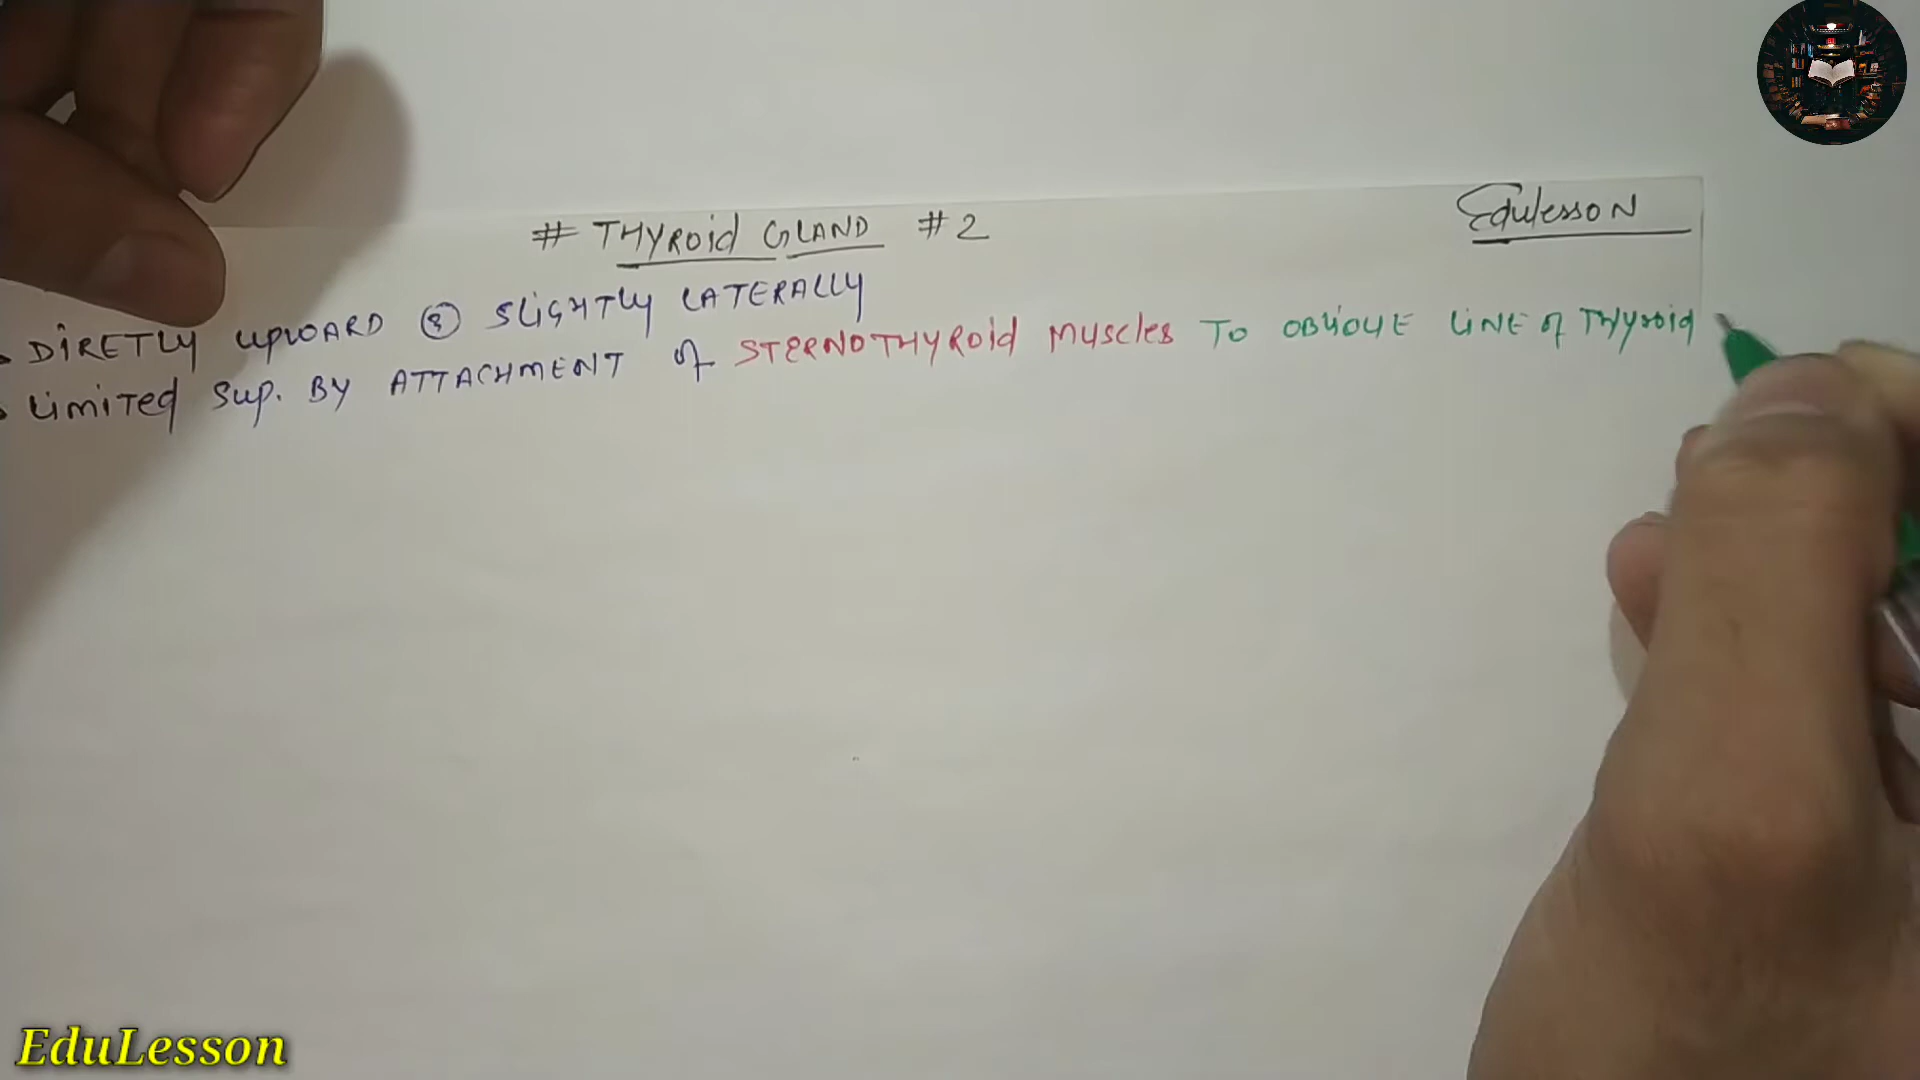 # THYROid GLAND #2
EdulessoN
DiRETLY UPWARD & SLIGHTLY LATERALLY
LimiTEd Sup. BY ATTACHMENT of STERNOTHYROid Muscles TO OBLIQUE LiNE of THyroid
EduLesson